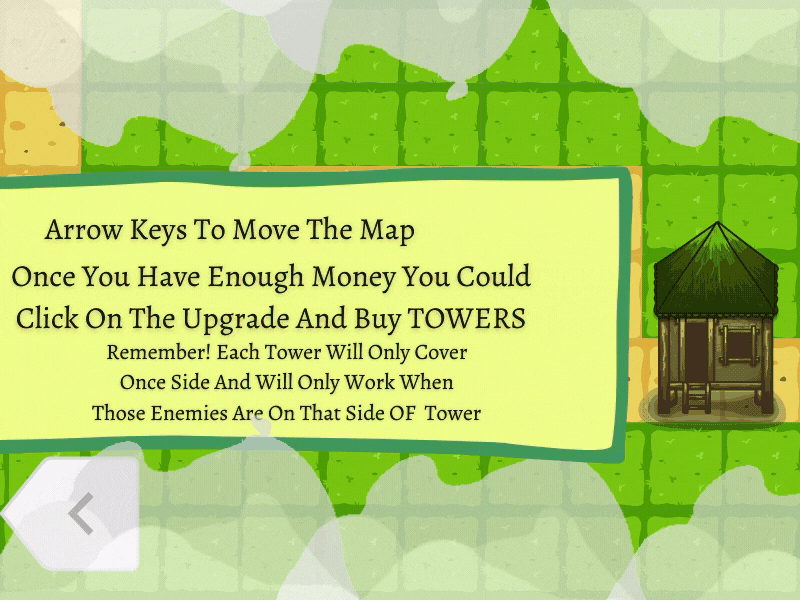 Arrow Keys To Move The Map
Once You Have Enough Money You Could
Click On The Upgrade And Buy TOWERS
Remember! Each Tower Will Only Cover
Once Side And Will Only Work When
Those Enemies Are On That Side OF Tower